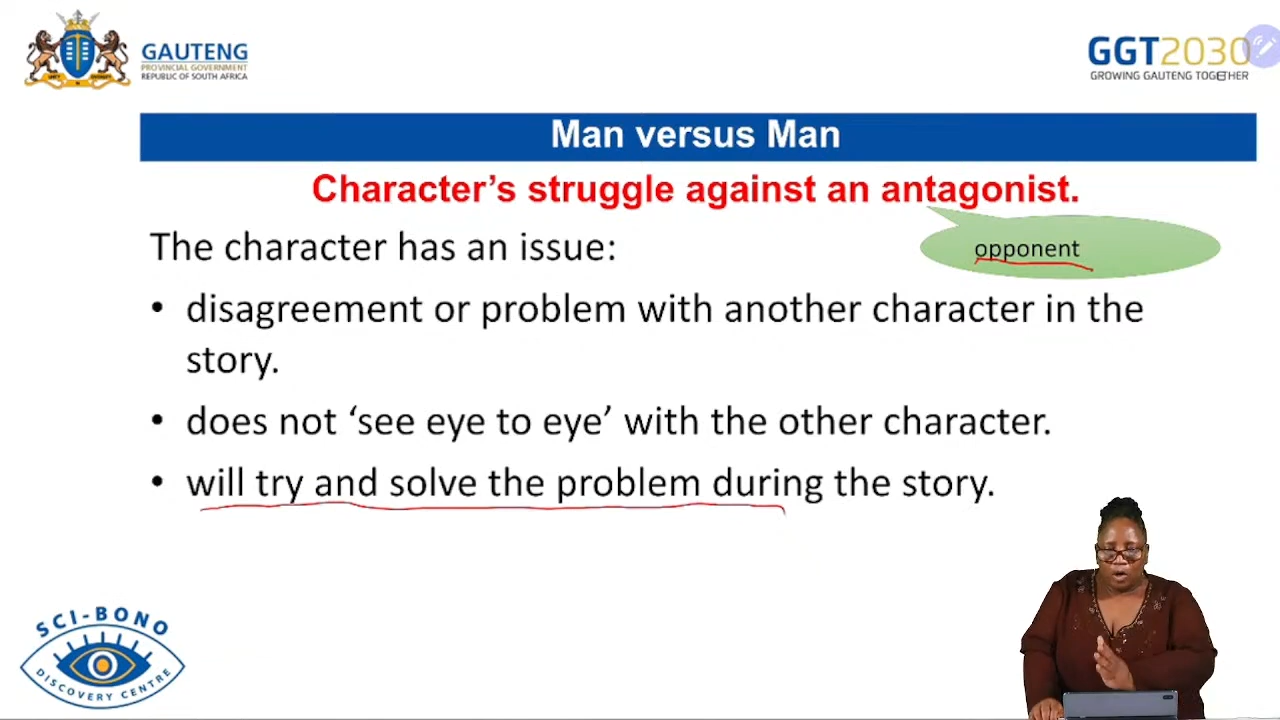 GAUTENG
PROVINCIAL GOVERNMENT
REPUBLIC OF SOUTH AFRICA
GGT2030
GROWING GAUTENG TOGETHER
Man versus Man
Character’s struggle against an antagonist.
The character has an issue:
opponent
• disagreement or problem with another character in the
story.
• does not ‘see eye to eye’ with the other character.
• will try and solve the problem during the story.
SCI-BONO
DISCOVERY CENTRE